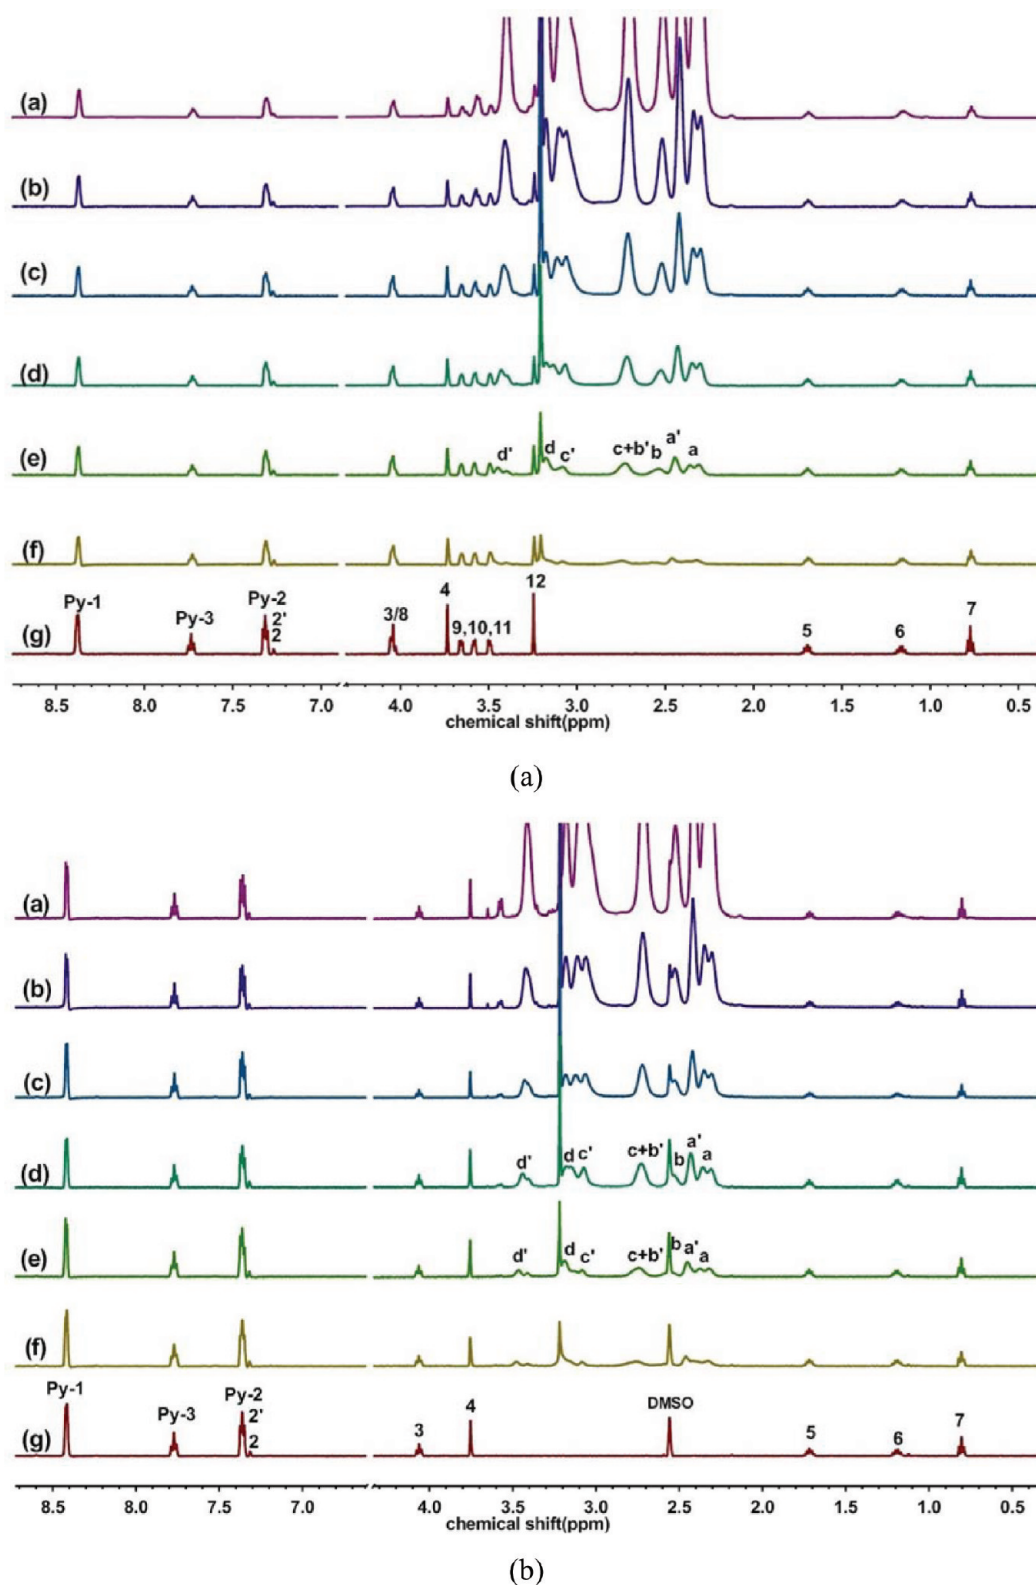 (a)
(b)
(c)
(d)
d' d c' c+b' b a' a
(e)
(f)
Py-1 Py-3 Py-2 2' 2 3/8 4 9,10,11 12 5 6 7
(g)
8.5 8.0 7.5 7.0 4.0 3.5 3.0 2.5 2.0 1.5 1.0 0.5
chemical shift(ppm)
(a)
(a)
(b)
(c)
d' d c' c+b' b a' a
(d)
d' d c' c+b' b a' a
(e)
(f)
Py-1 Py-3 Py-2 2' 2 3 4 DMSO 5 6 7
(g)
8.5 8.0 7.5 7.0 4.0 3.5 3.0 2.5 2.0 1.5 1.0 0.5
chemical shift(ppm)
(b)